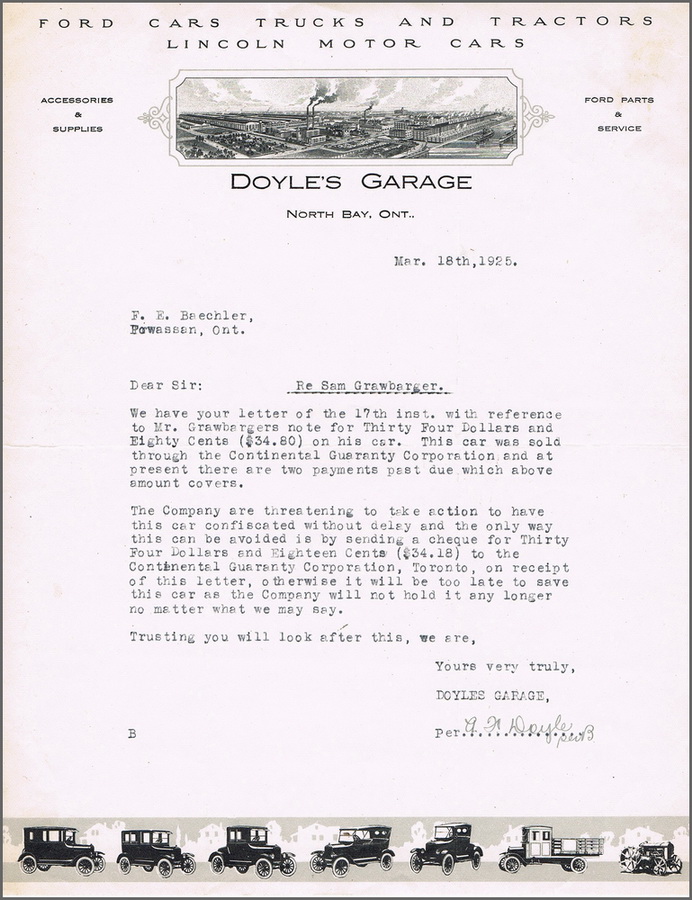 FORD CARS TRUCKS AND TRACTORS
LINCOLN MOTOR CARS
ACCESSORIES
&
SUPPLIES
FORD PARTS
&
SERVICE
DOYLE'S GARAGE
NORTH BAY, ONT..
Mar. 18th,1925.
F. E. Baechler,
Powassan, Ont.
Dear Sir: Re Sam Grawbarger.
We have your letter of the 17th inst. with reference
to Mr. Grawbargers note for Thirty Four Dollars and
Eighty Cents ($34.80) on his car. This car was sold
through the Continental Guaranty Corporation and at
present there are two payments past due which above
amount covers.
The Company are threatening to take action to have
this car confiscated without delay and the only way
this can be avoided is by sending a cheque for Thirty
Four Dollars and Eighteen Cents ($34.18) to the
Continental Guaranty Corporation, Toronto, on receipt
of this letter, otherwise it will be too late to save
this car as the Company will not hold it any longer
no matter what we may say.
Trusting you will look after this, we are,
Yours very truly,
DOYLES GARAGE,
B Per. Doyle
per B